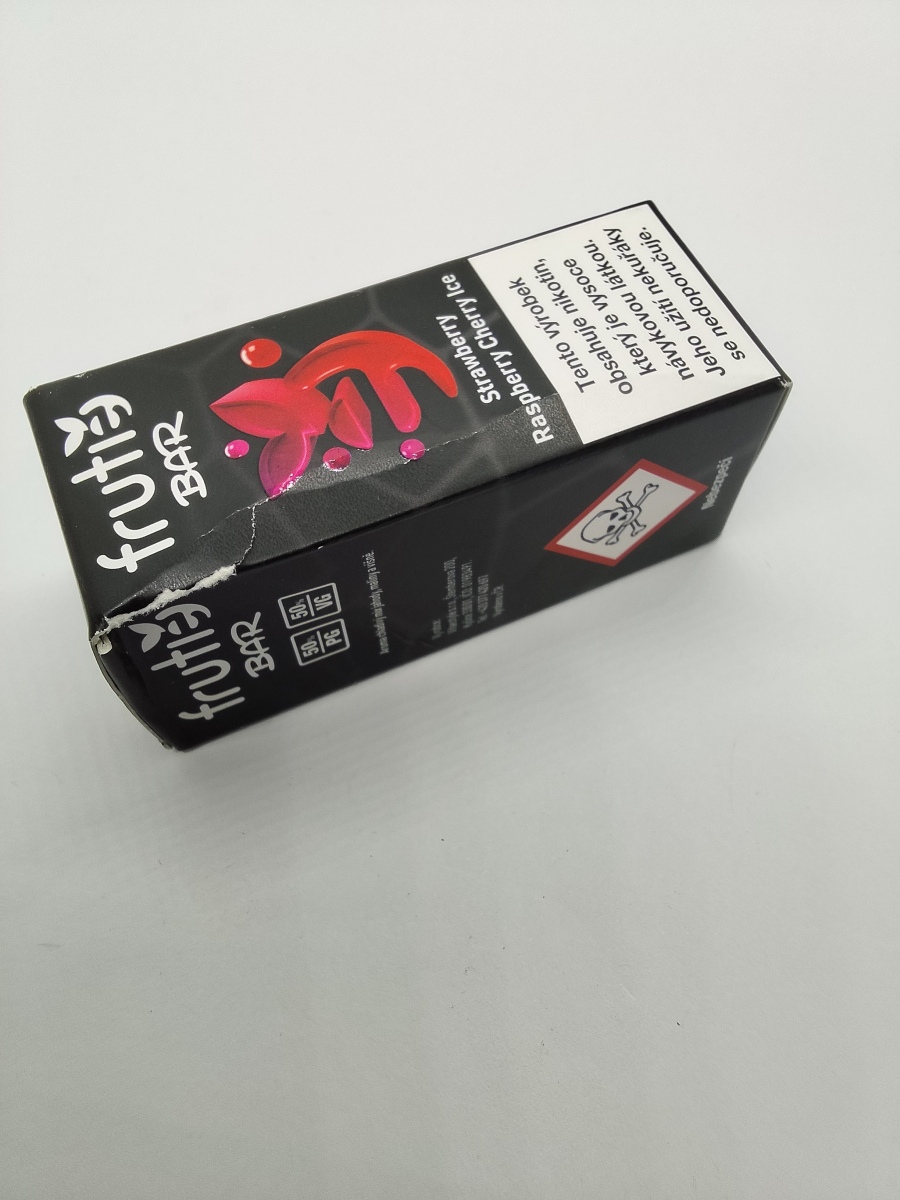 frutie
BAR
Strawberry
Raspberry Cherry Ice
Tento výrobek
obsahuje nikotin,
který je vysoce
návykovou látkou.
Jeho užití nekuřáky
se nedoporučuje.
frutie
BAR
50%
PG
50%
VG
Nebezpečí